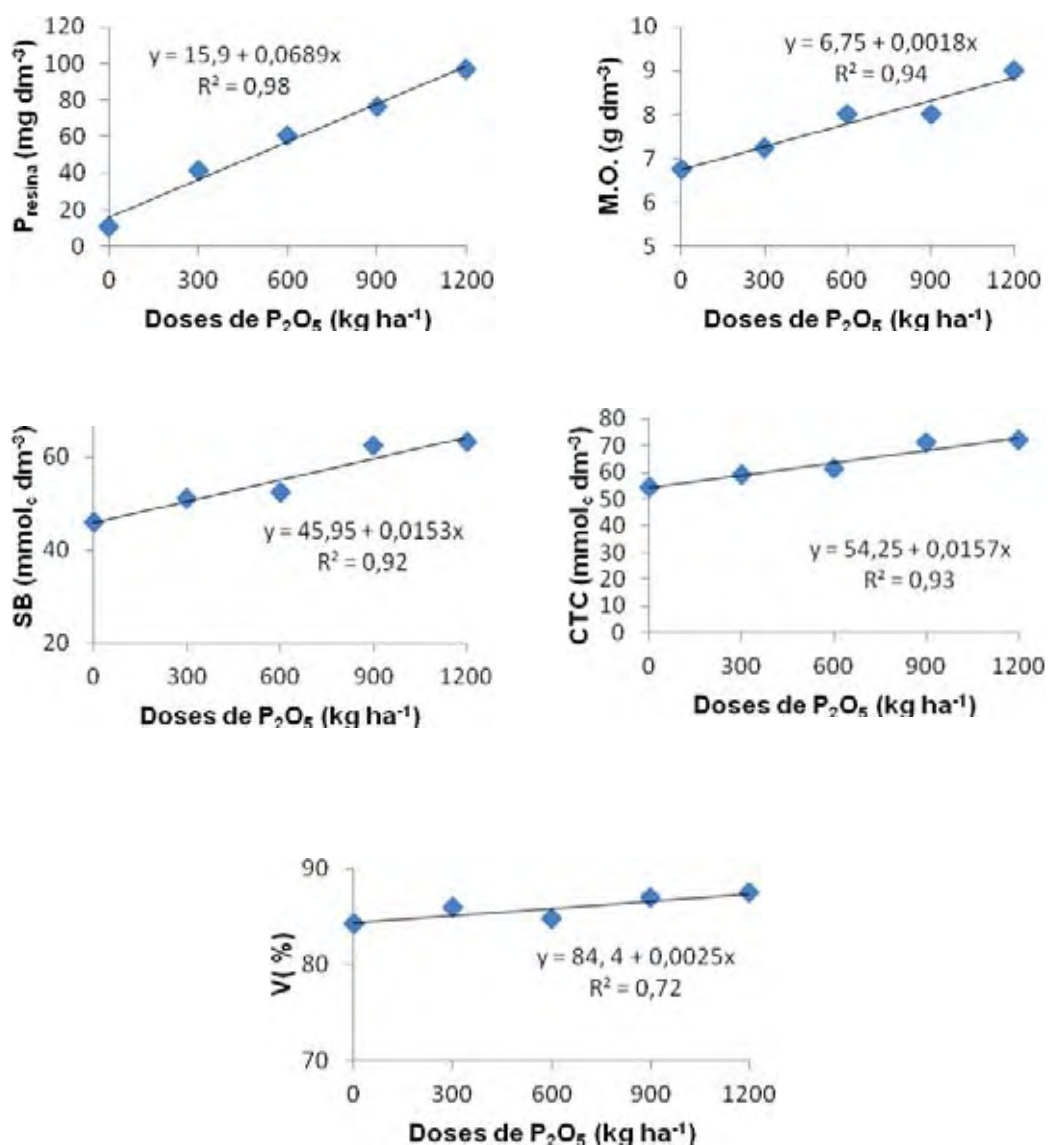 120
100
80
60
40
20
0
P resina (mg dm-3)
y = 15,9 + 0,0689x
R² = 0,98
0 300 600 900 1200
Doses de P₂O₅ (kg ha-1)
10
9
8
7
6
5
M.O. (g dm-3)
y = 6,75 + 0,0018x
R² = 0,94
0 300 600 900 1200
Doses de P₂O₅ (kg ha-1)
60
40
20
SB (mmolc dm-3)
y = 45,95 + 0,0153x
R² = 0,92
0 300 600 900 1200
Doses de P₂O₅ (kg ha-1)
80
70
60
50
40
30
20
10
0
CTC (mmolc dm-3)
y = 54,25 + 0,0157x
R² = 0,93
0 300 600 900 1200
Doses de P₂O₅ (kg ha-1)
90
80
70
V( %)
y = 84, 4 + 0,0025x
R² = 0,72
0 300 600 900 1200
Doses de P₂O₅ (kg ha-1)